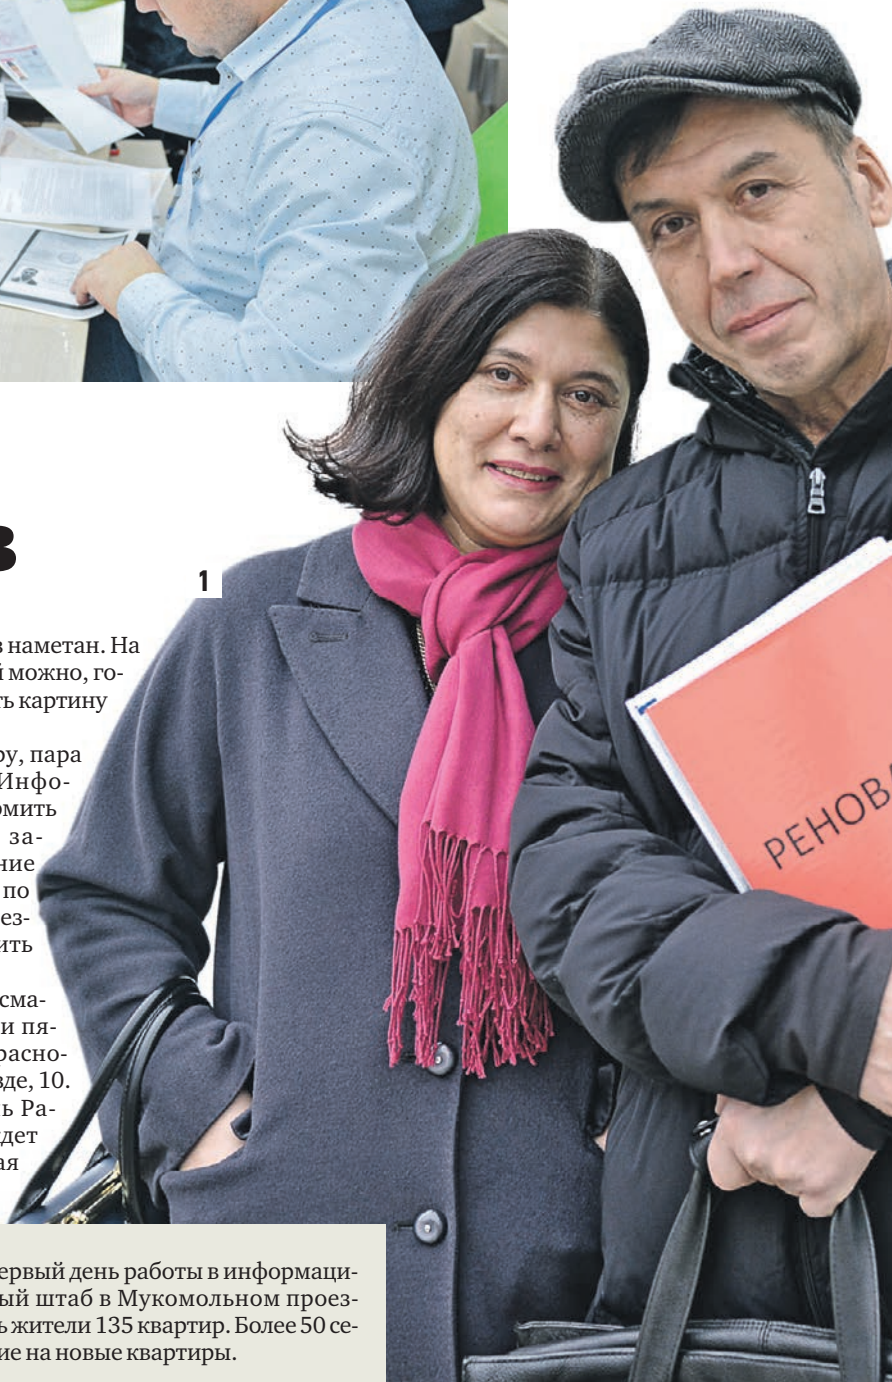 в
1
в наметан. На
й можно, го-
ть картину
ру, пара
Инфо-
омить
за-
ние
по
ез-
ить
сма-
и пя-
расно-
зде, 10.
ь Ра-
дет
ая
РЕНОВА
ервый день работы в информаци-
ый штаб в Мукомольном проез-
ь жители 135 квартир. Более 50 се-
ие на новые квартиры.